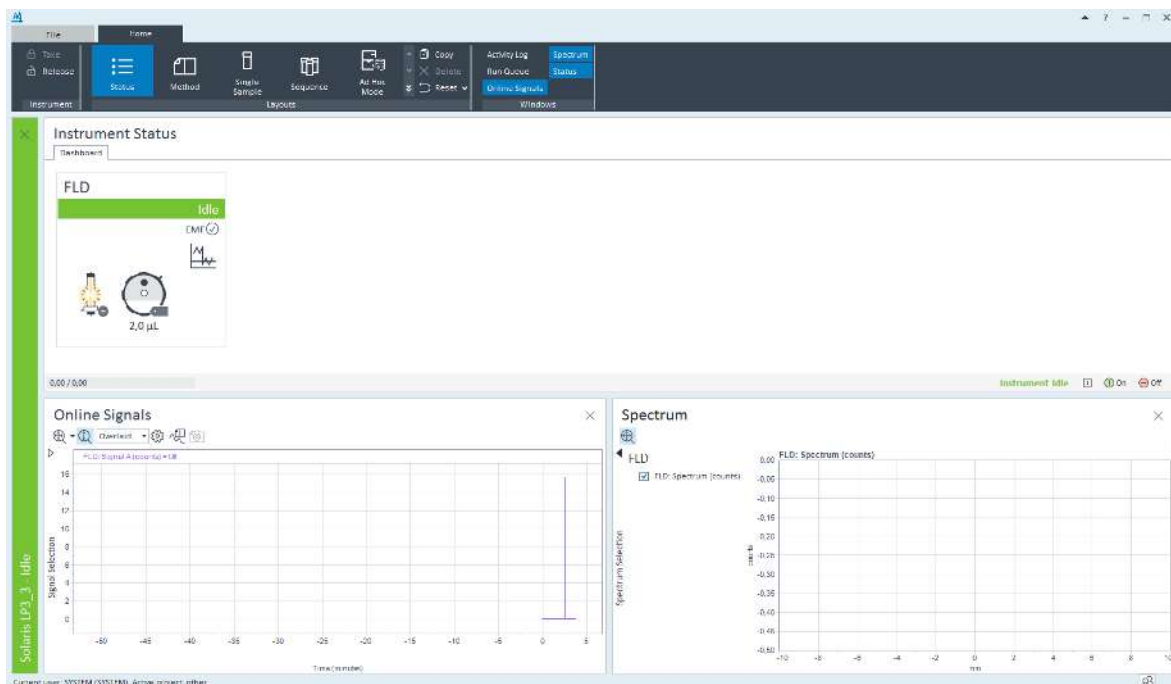 File
Home
Take
Release
Instrument
Status
Method
Single
Sample
Sequence
Ad Hoc
Mode
Copy
Delete
Reset
Layouts
Activity Log
Spectrum
Run Queue
Status
Online Signals
Windows
Solaris LP3_3 - Idle
Instrument Status
Dashboard
FLD
Idle
EMF
2,0 µL
0,00 / 0,00
Instrument Idle
On
Off
Online Signals
Overlaid
FLD: Signal A (counts) =
Signal Selection
16
14
12
10
8
6
4
2
0
-50
-45
-40
-35
-30
-25
-20
-15
-10
-5
0
5
Time (minutes)
Spectrum
FLD
FLD: Spectrum (counts)
Spectrum Selection
FLD: Spectrum (counts)
counts
0,00
-0,05
-0,10
-0,15
-0,20
-0,25
-0,30
-0,35
-0,40
-0,45
-0,50
-10
-8
-6
-4
-2
0
2
4
6
8
10
nm
Current user: SYSTEM (SYSTEM) Active project: other